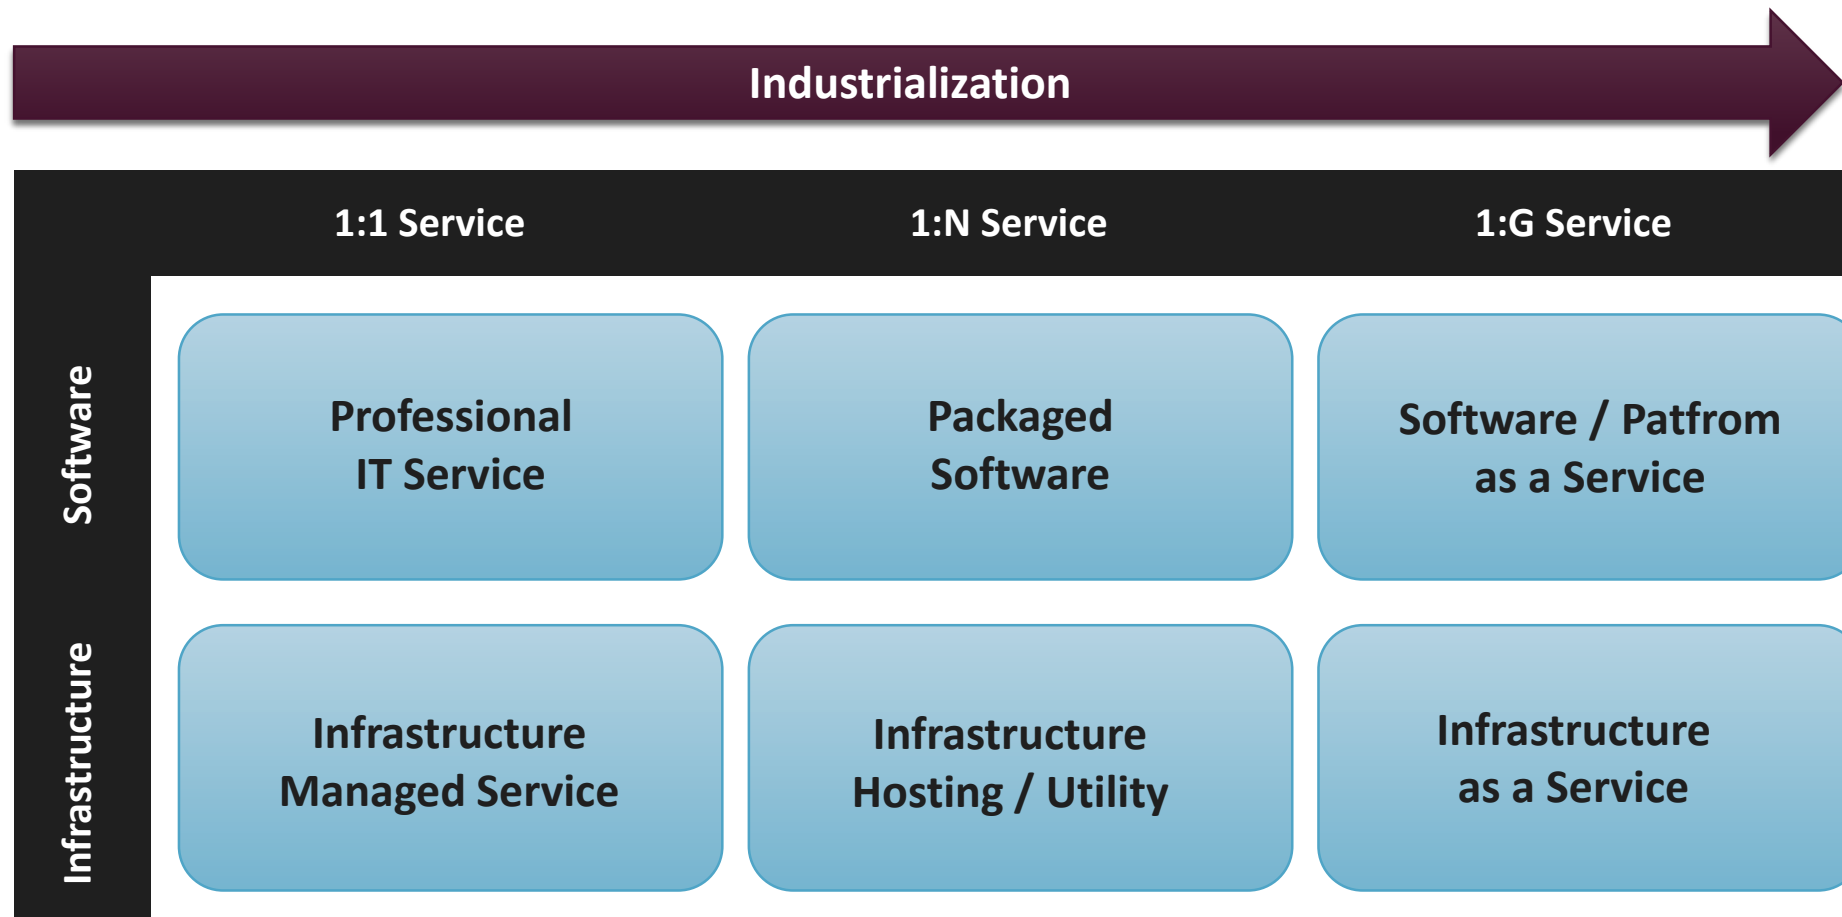 Industrialization
1:1 Service
1:N Service
1:G Service
Software
Professional
IT Service
Packaged
Software
Software / Patfrom
as a Service
Infrastructure
Infrastructure
Managed Service
Infrastructure
Hosting / Utility
Infrastructure
as a Service